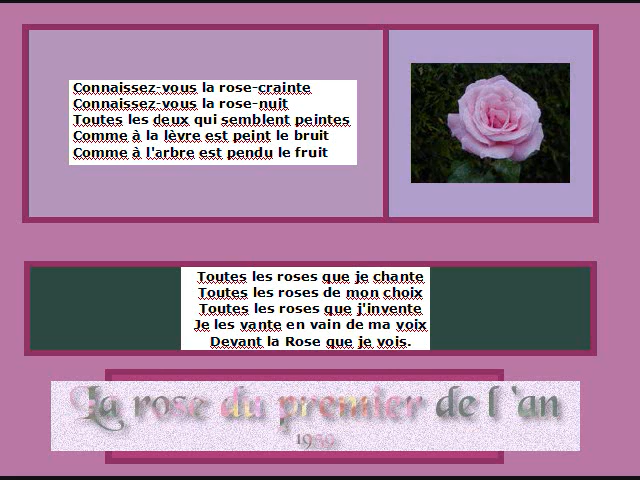 Connaissez-vous la rose-crainte
Connaissez-vous la rose-nuit
Toutes les deux qui semblent peintes
Comme à la lèvre est peint le bruit
Comme à l'arbre est pendu le fruit
Toutes les roses que je chante
Toutes les roses de mon choix
Toutes les roses que j'invente
Je les vante en vain de ma voix
Devant la Rose que je vois.
La rose du premier de l `an
1959